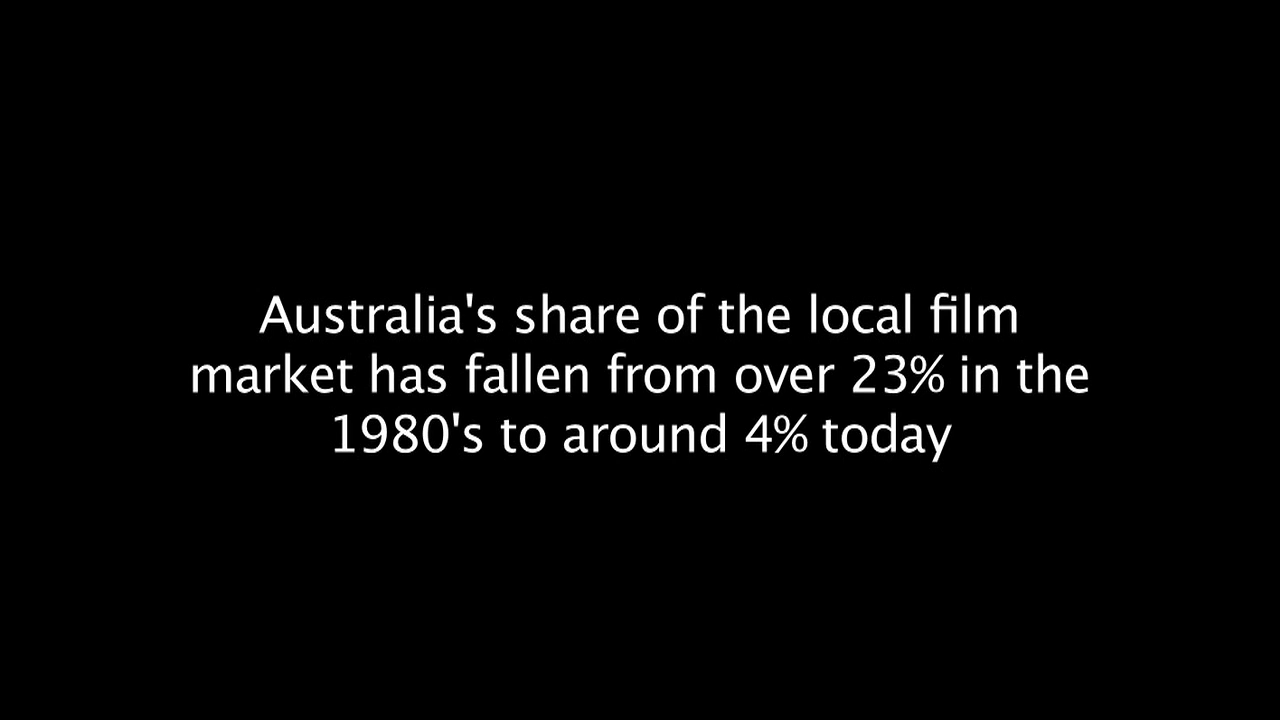 Australia's share of the local film
market has fallen from over 23% in the
1980's to around 4% today